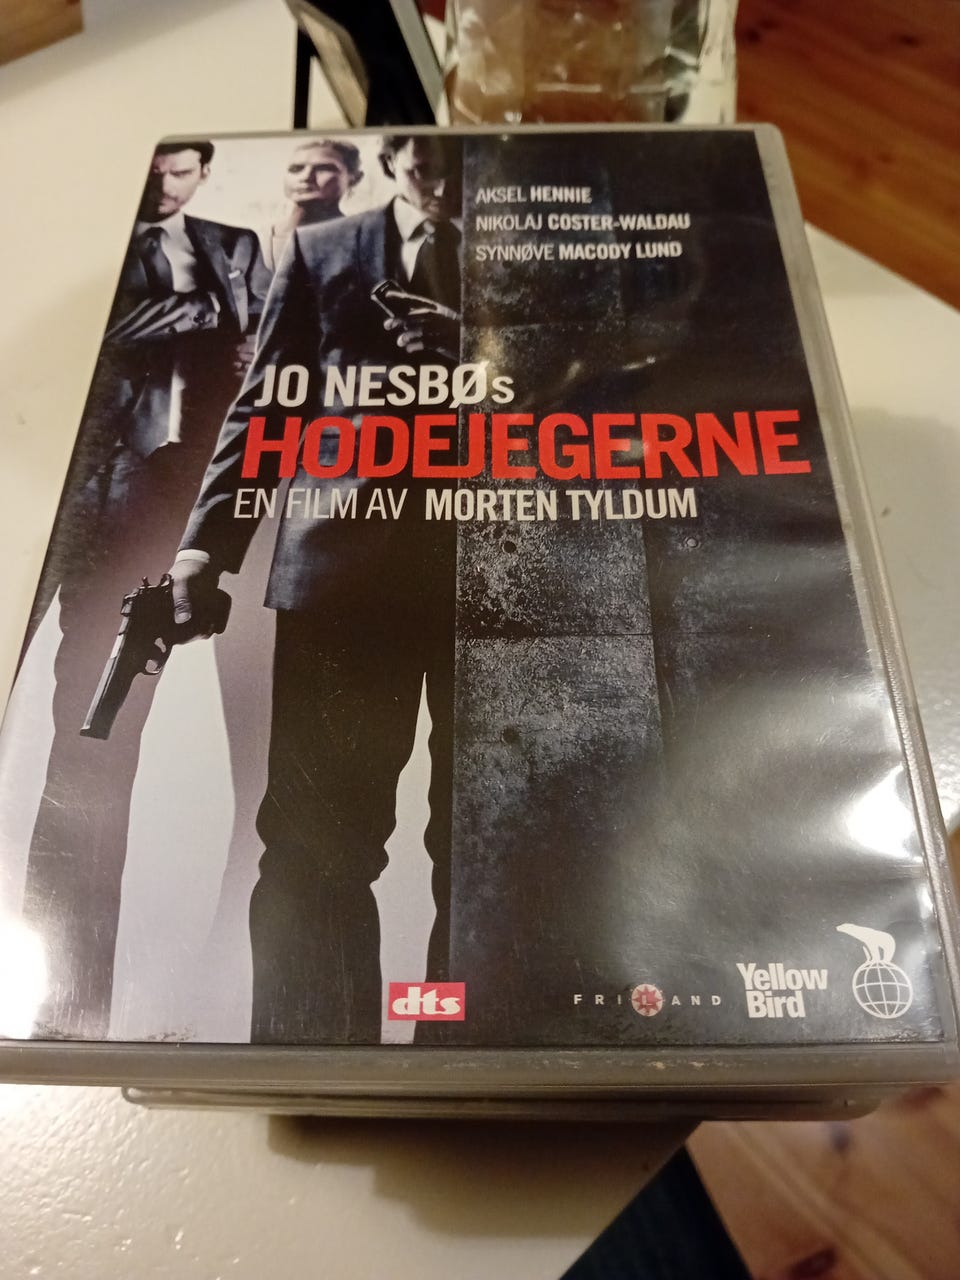 AKSEL HENNIE
NIKOLAJ COSTER-WALDAU
SYNNØVE MACODY LUND
JO NESBØs
HODEJEGERNE
EN FILM AV MORTEN TYLDUM
dts
FRILAND
Yellow
Bird